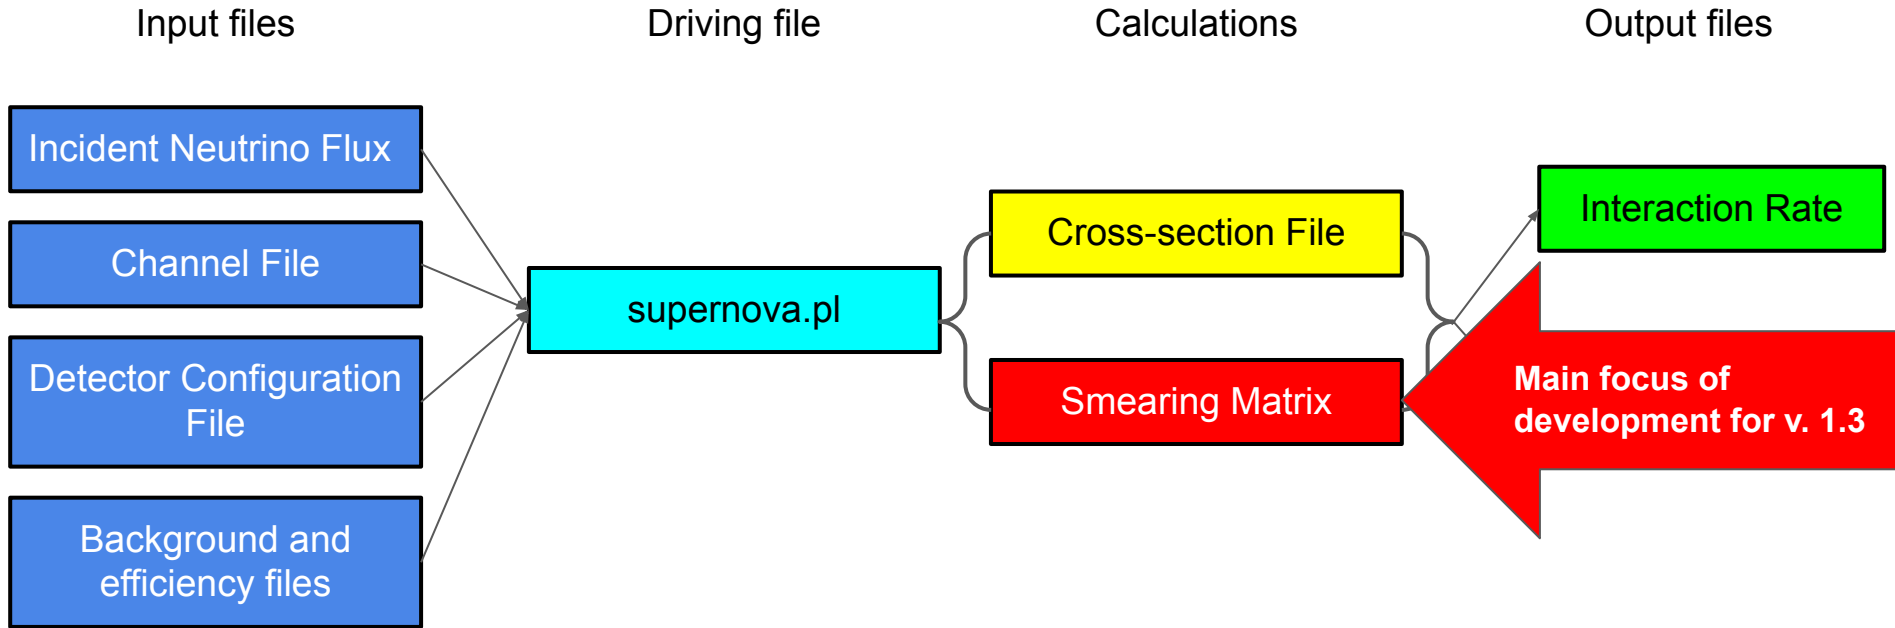 Input files
Driving file
Calculations
Output files
Incident Neutrino Flux
Channel File
Detector Configuration
File
Background and
efficiency files
supernova.pl
Cross-section File
Smearing Matrix
Interaction Rate
Main focus of
development for v. 1.3